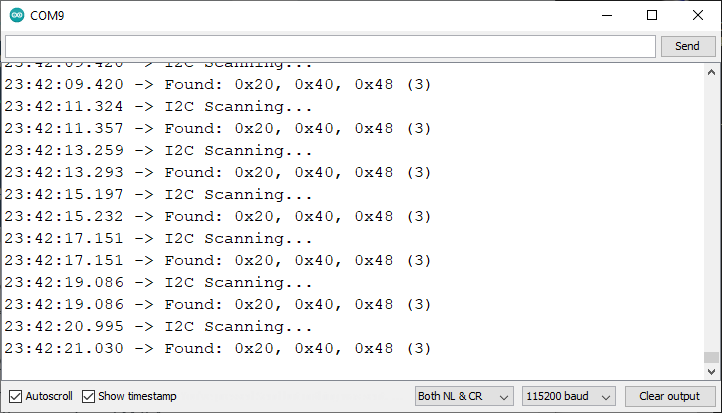 COM9
Send
23:42:09.420 -> I2C Scanning...
23:42:09.420 -> Found: 0x20, 0x40, 0x48 (3)
23:42:11.324 -> I2C Scanning...
23:42:11.357 -> Found: 0x20, 0x40, 0x48 (3)
23:42:13.259 -> I2C Scanning...
23:42:13.293 -> Found: 0x20, 0x40, 0x48 (3)
23:42:15.197 -> I2C Scanning...
23:42:15.232 -> Found: 0x20, 0x40, 0x48 (3)
23:42:17.151 -> I2C Scanning...
23:42:17.151 -> Found: 0x20, 0x40, 0x48 (3)
23:42:19.086 -> I2C Scanning...
23:42:19.086 -> Found: 0x20, 0x40, 0x48 (3)
23:42:20.995 -> I2C Scanning...
23:42:21.030 -> Found: 0x20, 0x40, 0x48 (3)
Autoscroll Show timestamp Both NL & CR 115200 baud Clear output